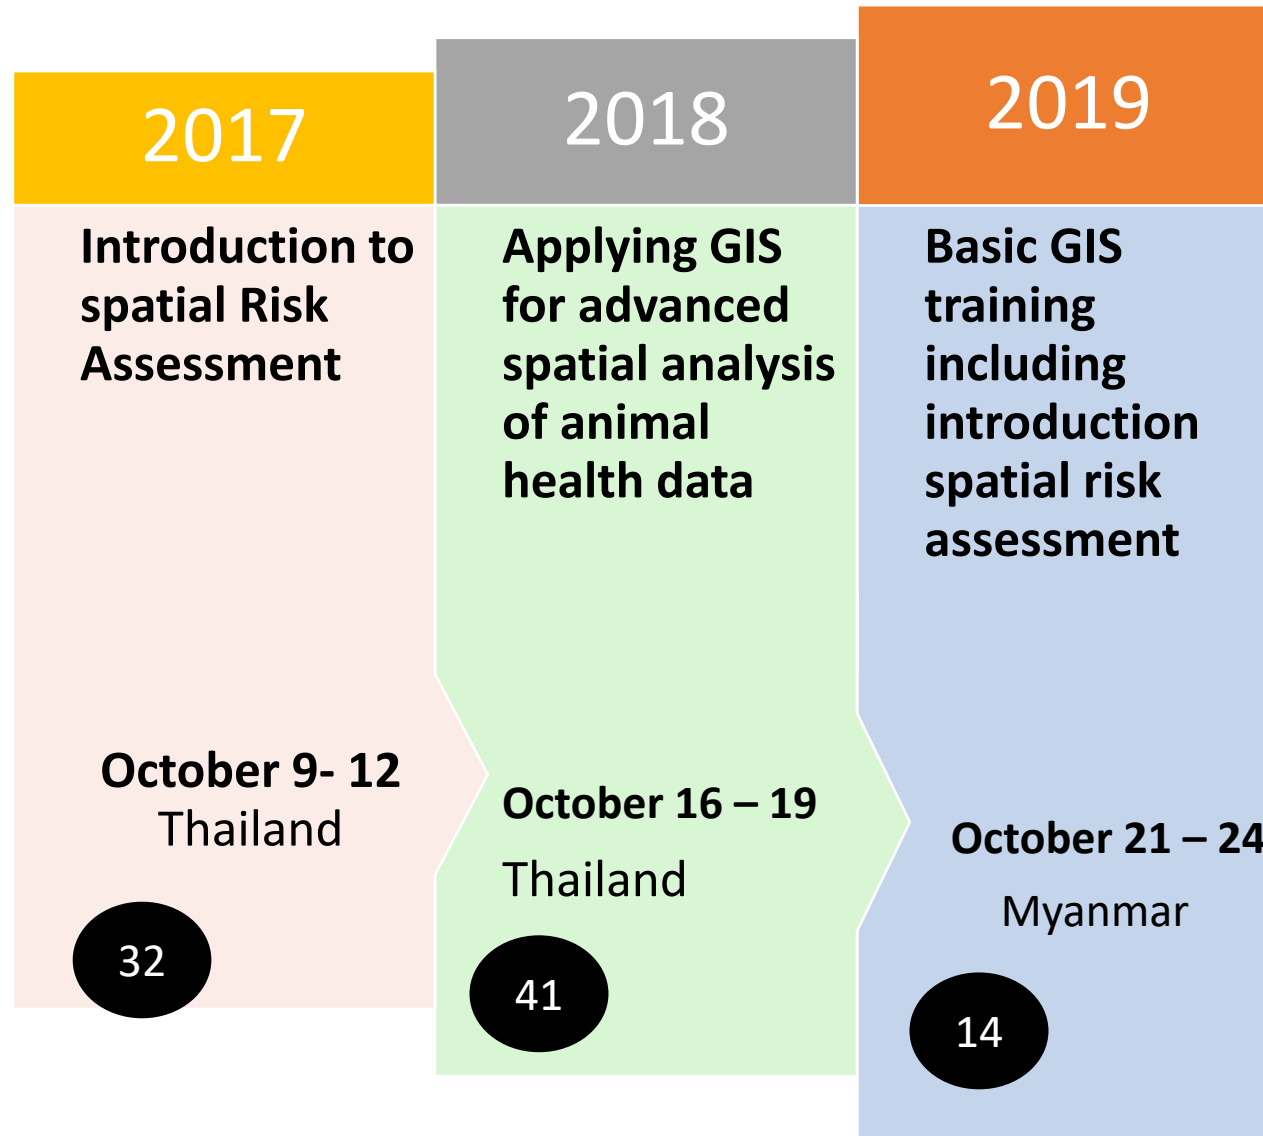 2017
Introduction to
spatial Risk
Assessment
October 9- 12
Thailand
32
2018
Applying GIS
for advanced
spatial analysis
of animal
health data
October 16 – 19
Thailand
41
2019
Basic GIS
training
including
introduction
spatial risk
assessment
October 21 – 24
Myanmar
14